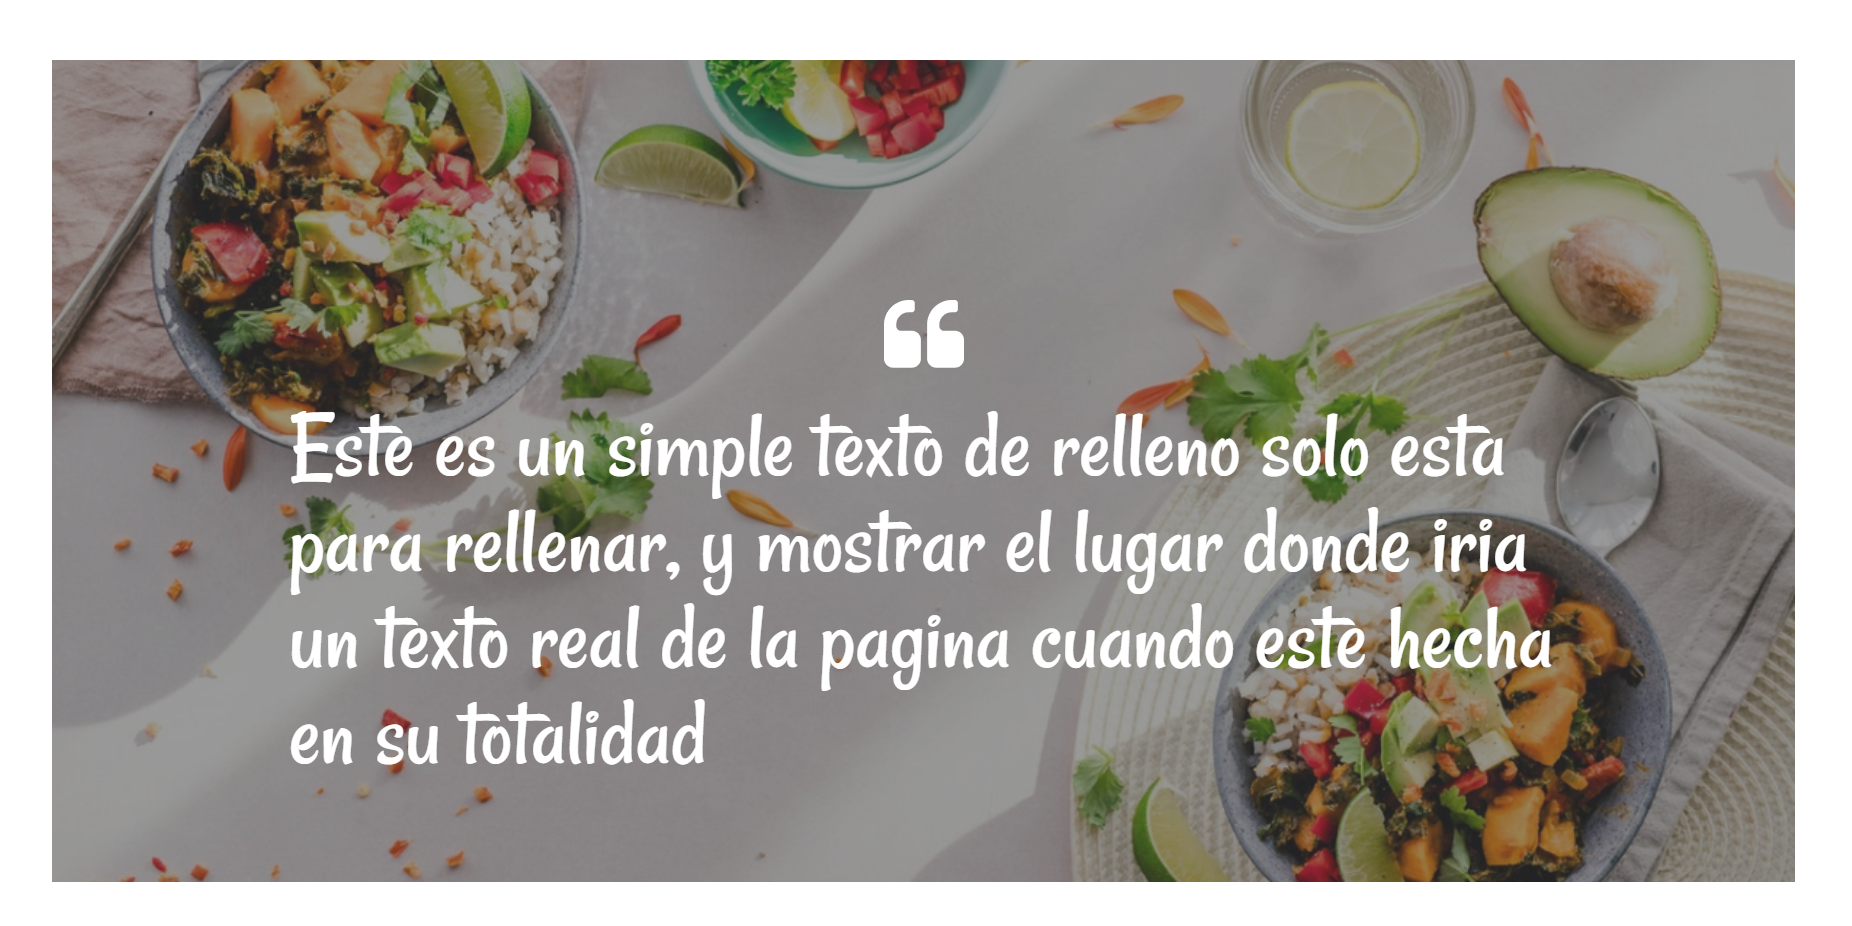 “
Este es un simple texto de relleno solo esta
para rellenar, y mostrar el lugar donde iria
un texto real de la pagina cuando este hecha
en su totalidad